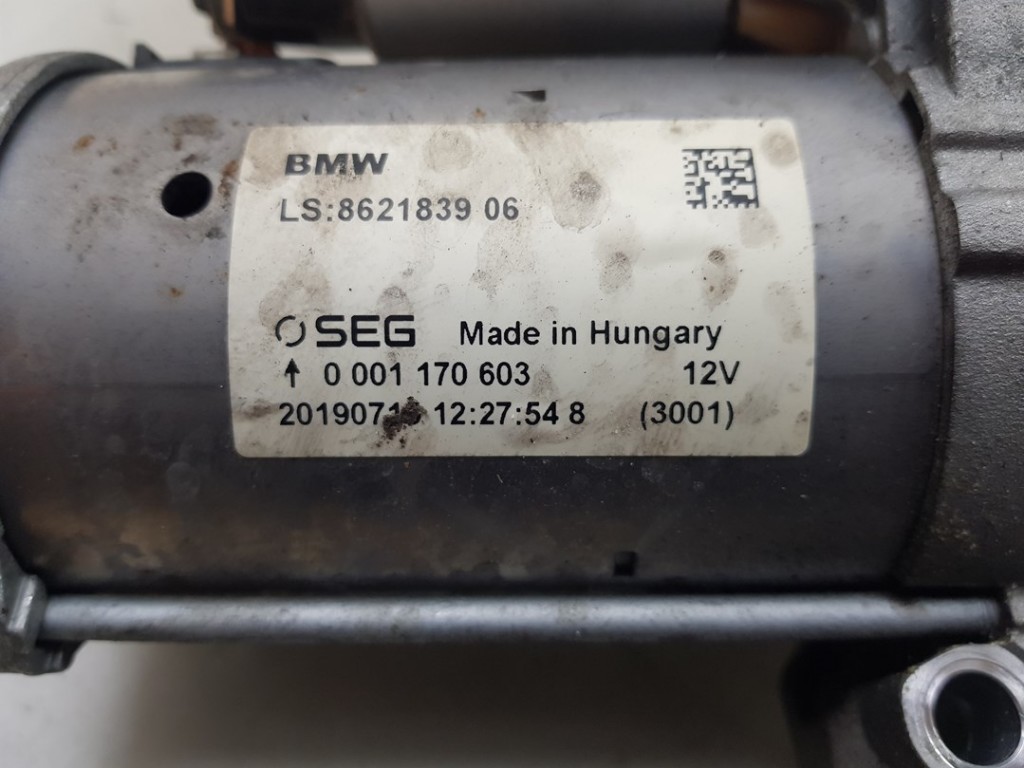 BMW
LS:8621839 06
SEG Made in Hungary
↑ 0 001 170 603 12V
12:27:54 8 (3001)